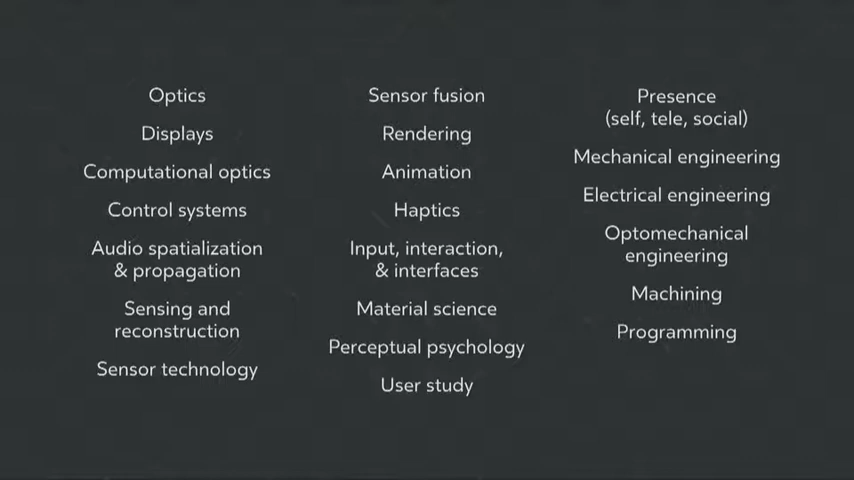 Optics
Displays
Computational optics
Control systems
Audio spatialization
& propagation
Sensing and
reconstruction
Sensor technology
Sensor fusion
Rendering
Animation
Haptics
Input, interaction,
& interfaces
Material science
Perceptual psychology
User study
Presence
(self, tele, social)
Mechanical engineering
Electrical engineering
Optomechanical
engineering
Machining
Programming